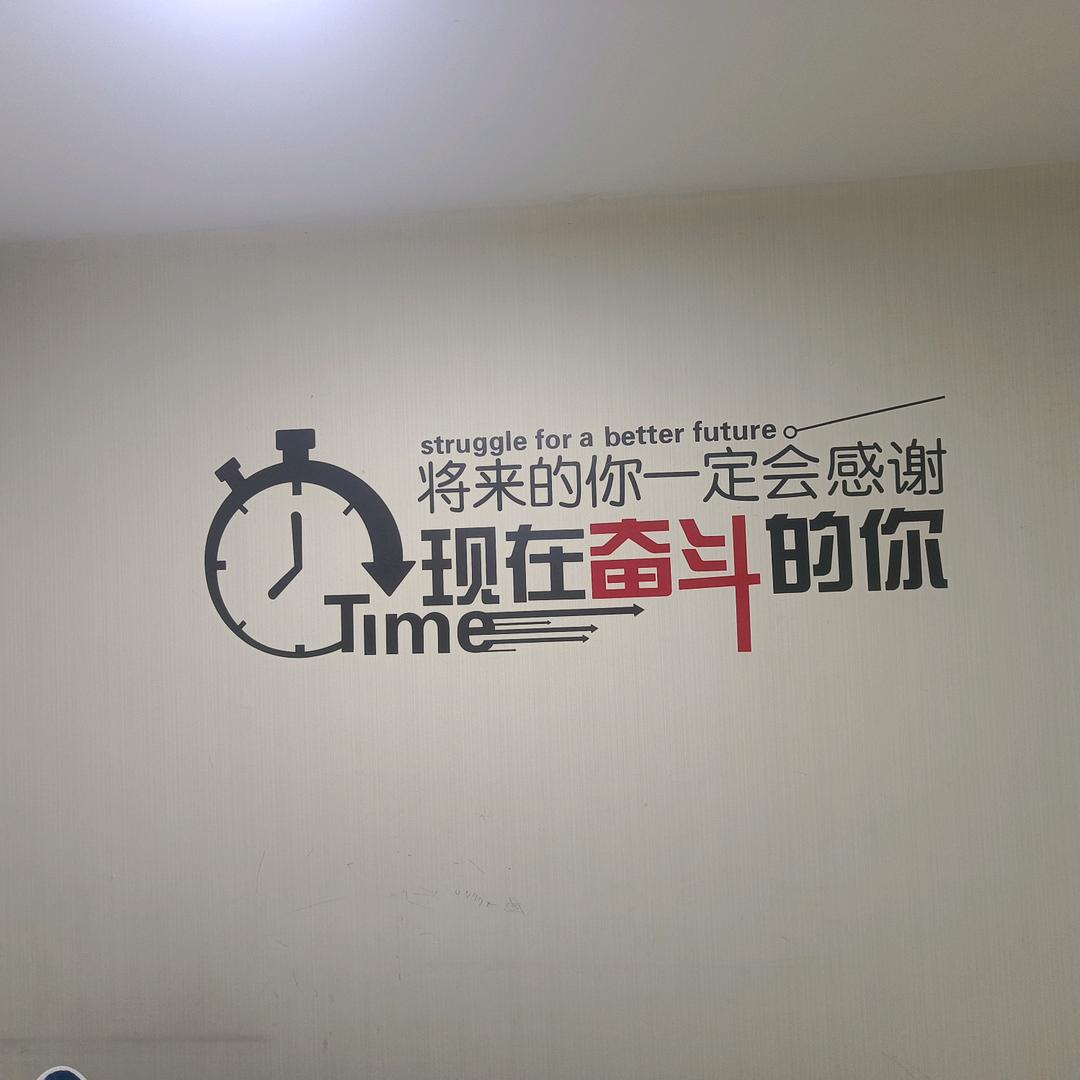 struggle for a better future
将来的你一定会感谢
现在奋斗的你
Time